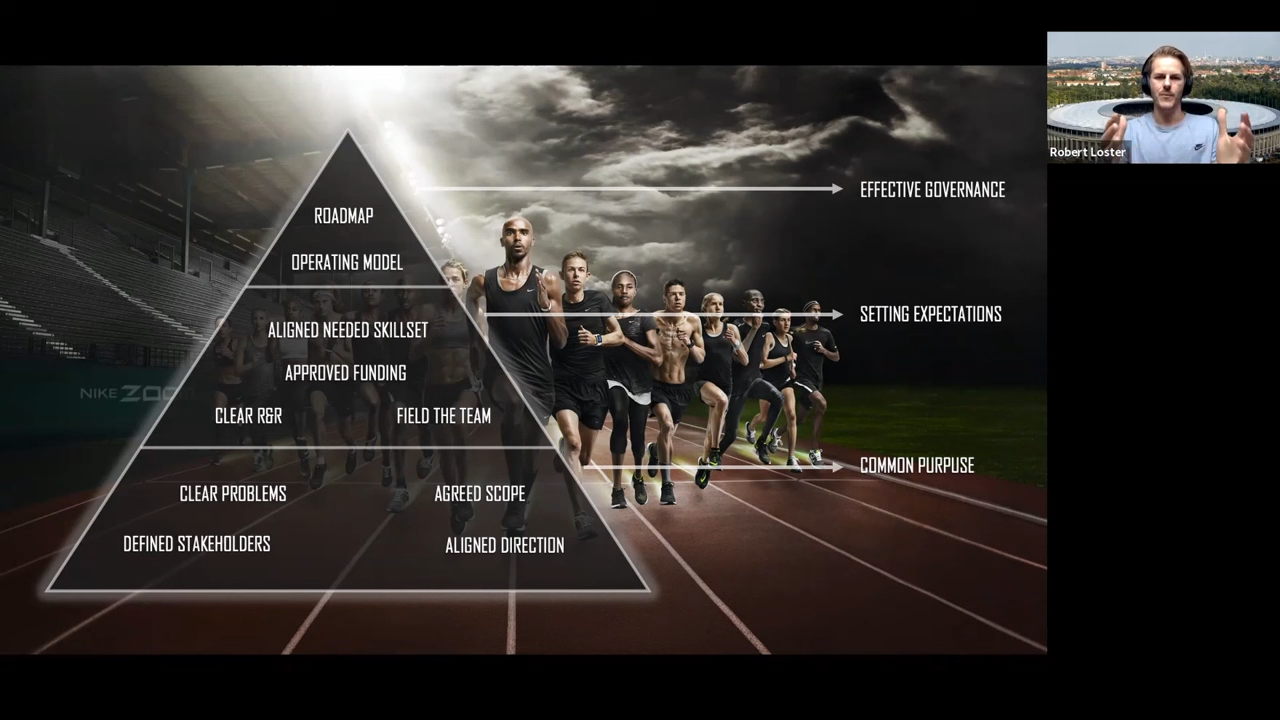 Robert Loster
ROADMAP
OPERATING MODEL
EFFECTIVE GOVERNANCE
ALIGNED NEEDED SKILLSET
APPROVED FUNDING
CLEAR R&R
FIELD THE TEAM
SETTING EXPECTATIONS
CLEAR PROBLEMS
AGREED SCOPE
DEFINED STAKEHOLDERS
ALIGNED DIRECTION
COMMON PURPUSE
NIKE